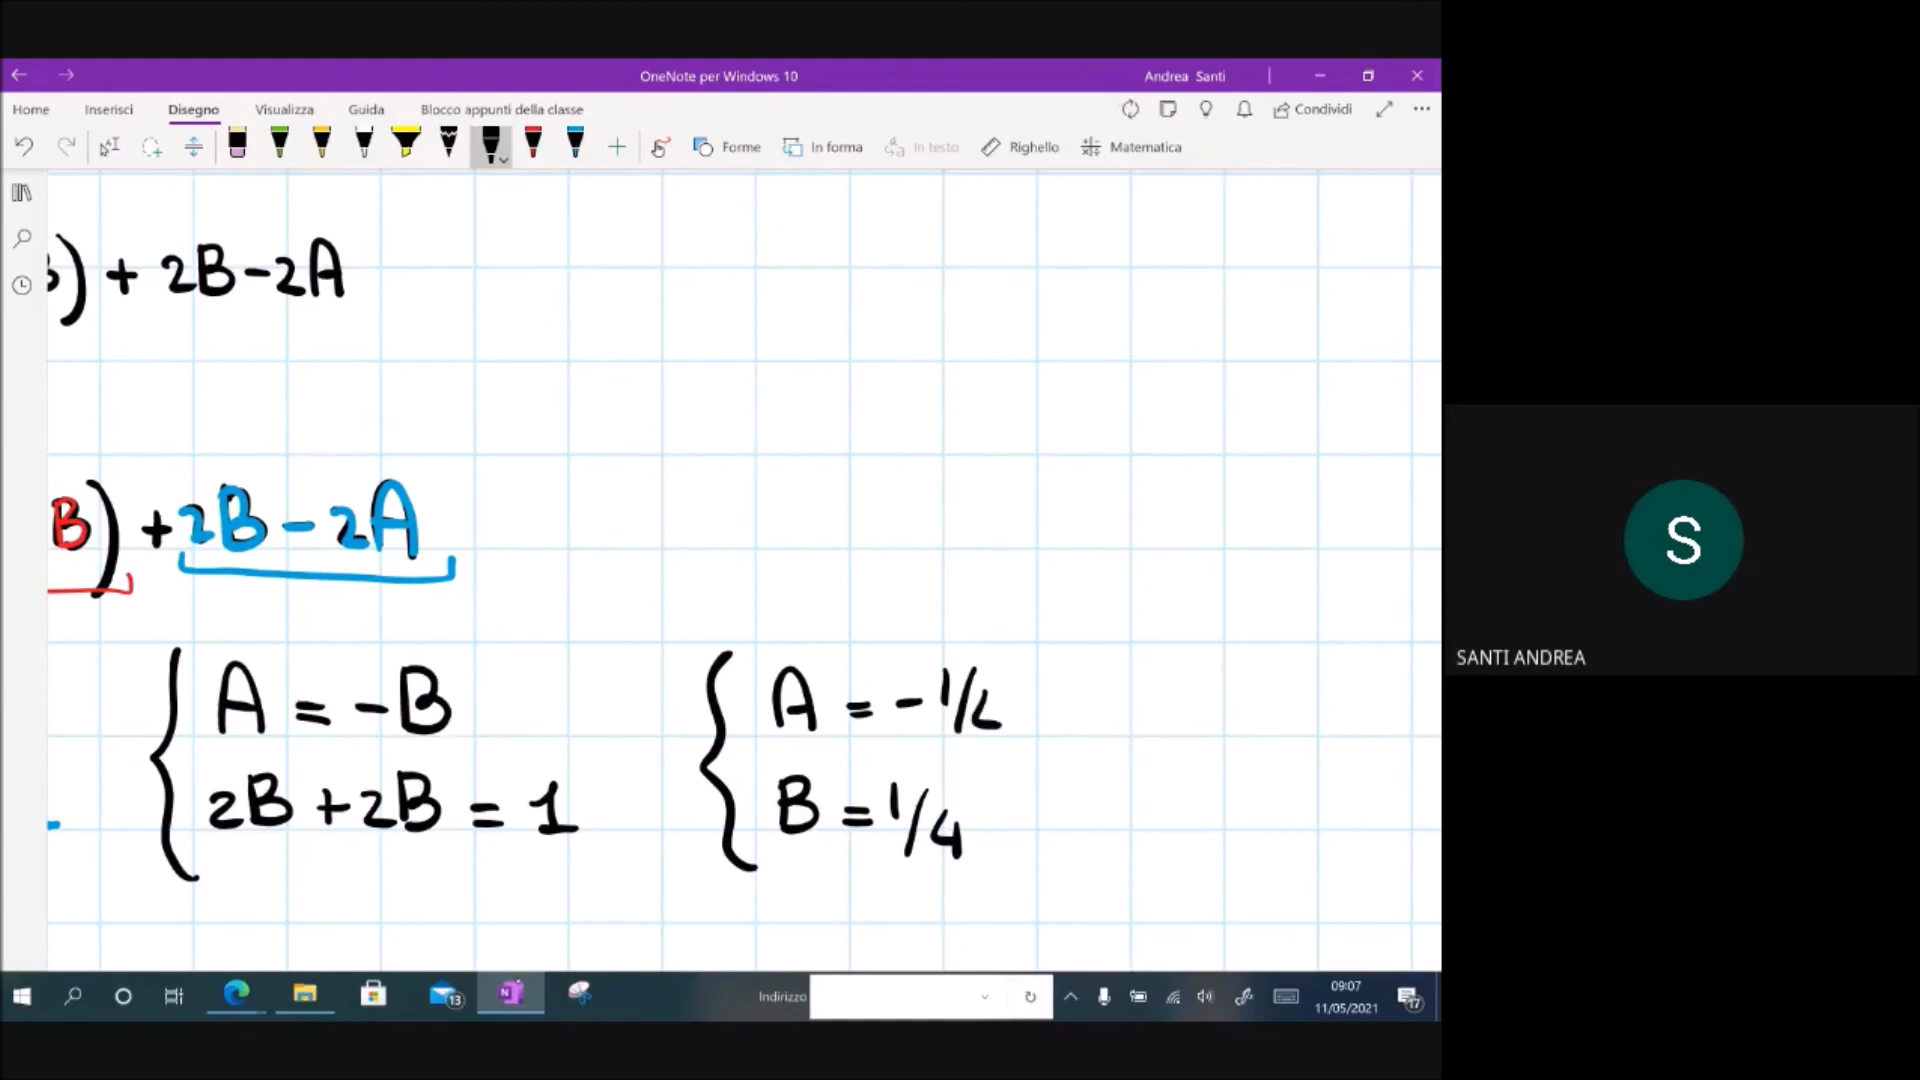 OneNote per Windows 10
Andrea Santi
Home Inserisci Disegno Visualizza Guida Blocco appunti della classe Condividi
Forme In forma In testo Righello Matematica
) + 2B-2A
B) + 2B - 2A
A = -B
2B + 2B = 1
A = - 1/
B = 1/4
S
SANTI ANDREA
13
Indirizzo
09:07
11/05/2021
17